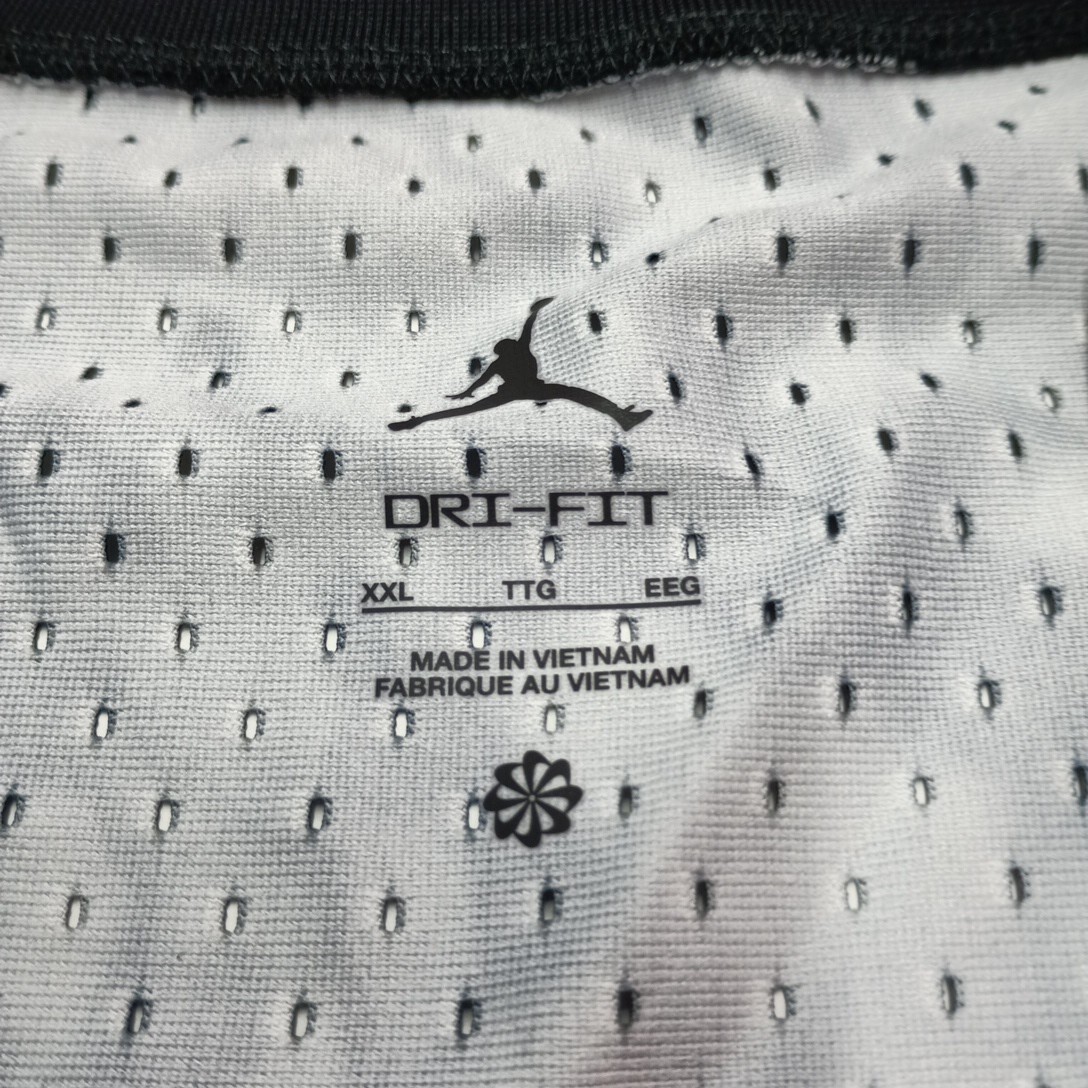 DRI-FIT
XXL TTG EEG
MADE IN VIETNAM
FABRIQUE AU VIETNAM